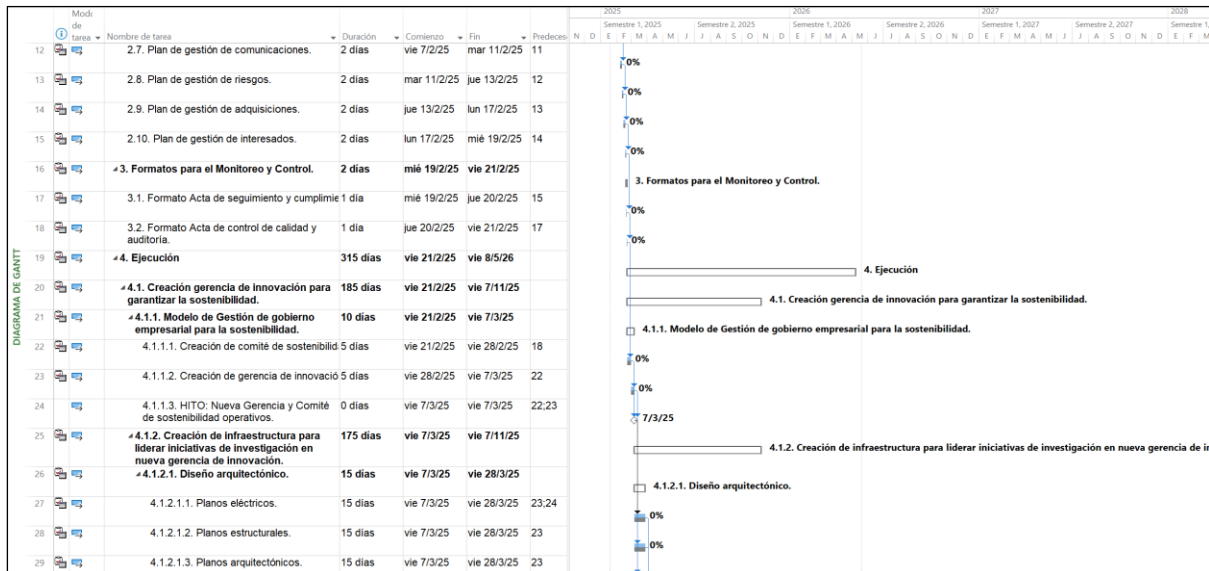 DIAGRAMA DE GANTT
Modo de tarea Nombre de tarea Duración Comienzo Fin Predeces
2025 2026 2027 2028
Semestre 1, 2025 Semestre 2, 2025 Semestre 1, 2026 Semestre 2, 2026 Semestre 1, 2027 Semestre 2, 2027 Semestre 1,
N D E F M A M J J A S O N D E F M A M J J A S O N D E F M A M J J A S O N D E F M
12 2.7. Plan de gestión de comunicaciones. 2 días vie 7/2/25 mar 11/2/25 11 0%
13 2.8. Plan de gestión de riesgos. 2 días mar 11/2/25 jue 13/2/25 12 0%
14 2.9. Plan de gestión de adquisiciones. 2 días jue 13/2/25 lun 17/2/25 13 0%
15 2.10. Plan de gestión de interesados. 2 días lun 17/2/25 mié 19/2/25 14 0%
16 3. Formatos para el Monitoreo y Control. 2 días mié 19/2/25 vie 21/2/25 3. Formatos para el Monitoreo y Control.
17 3.1. Formato Acta de seguimiento y cumplimie 1 día mié 19/2/25 jue 20/2/25 15 0%
18 3.2. Formato Acta de control de calidad y 1 día jue 20/2/25 vie 21/2/25 17 0%
auditoría.
19 4. Ejecución 315 días vie 21/2/25 vie 8/5/26 4. Ejecución
20 4.1. Creación gerencia de innovación para 185 días vie 21/2/25 vie 7/11/25 4.1. Creación gerencia de innovación para garantizar la sostenibilidad.
garantizar la sostenibilidad.
21 4.1.1. Modelo de Gestión de gobierno 10 días vie 21/2/25 vie 7/3/25 4.1.1. Modelo de Gestión de gobierno empresarial para la sostenibilidad.
empresarial para la sostenibilidad.
22 4.1.1.1. Creación de comité de sostenibilid 5 días vie 21/2/25 vie 28/2/25 18 0%
23 4.1.1.2. Creación de gerencia de innovació 5 días vie 28/2/25 vie 7/3/25 22 0%
24 4.1.1.3. HITO: Nueva Gerencia y Comité 0 días vie 7/3/25 vie 7/3/25 22;23 7/3/25
de sostenibilidad operativos.
25 4.1.2. Creación de infraestructura para 175 días vie 7/3/25 vie 7/11/25 4.1.2. Creación de infraestructura para liderar iniciativas de investigación en nueva gerencia de i
liderar iniciativas de investigación en
nueva gerencia de innovación.
26 4.1.2.1. Diseño arquitectónico. 15 días vie 7/3/25 vie 28/3/25 4.1.2.1. Diseño arquitectónico.
27 4.1.2.1.1. Planos eléctricos. 15 días vie 7/3/25 vie 28/3/25 23;24 0%
28 4.1.2.1.2. Planos estructurales. 15 días vie 7/3/25 vie 28/3/25 23 0%
29 4.1.2.1.3. Planos arquitectónicos. 15 días vie 7/3/25 vie 28/3/25 23